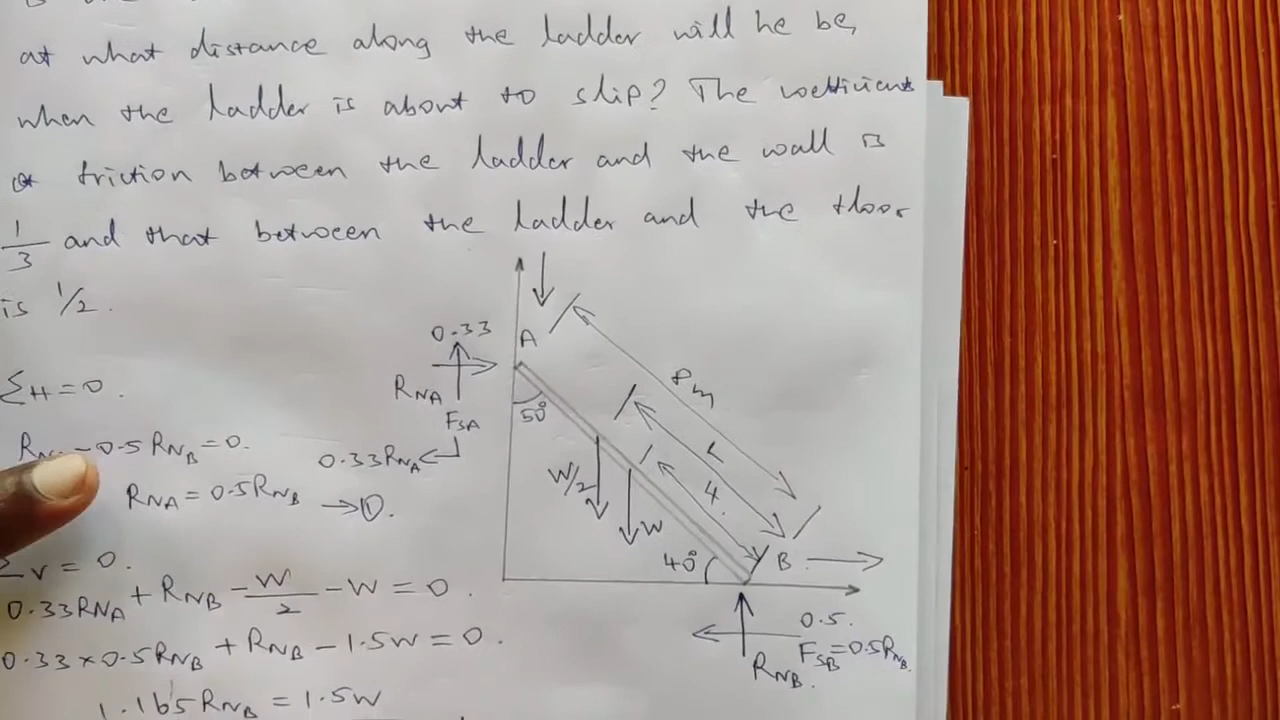 at what distance along the ladder will he be,
when the ladder is about to slip? The coefficient
of friction between the ladder and the wall is
1/3 and that between the ladder and the floor
is 1/2.
ΣH=0.
-0.5RNB=0.
RNA=0.5RNB →①.
ΣV=0.
0.33RNA+RNB-W/2-W=0.
0.33×0.5RNB+RNB-1.5W=0.
1.165RNB=1.5W
0.33
A
RNA
FSA
0.33RNA
50°
8m
L
4.
W/2
W
40°
B
0.5.
FSB=0.5RNB.
RNB.